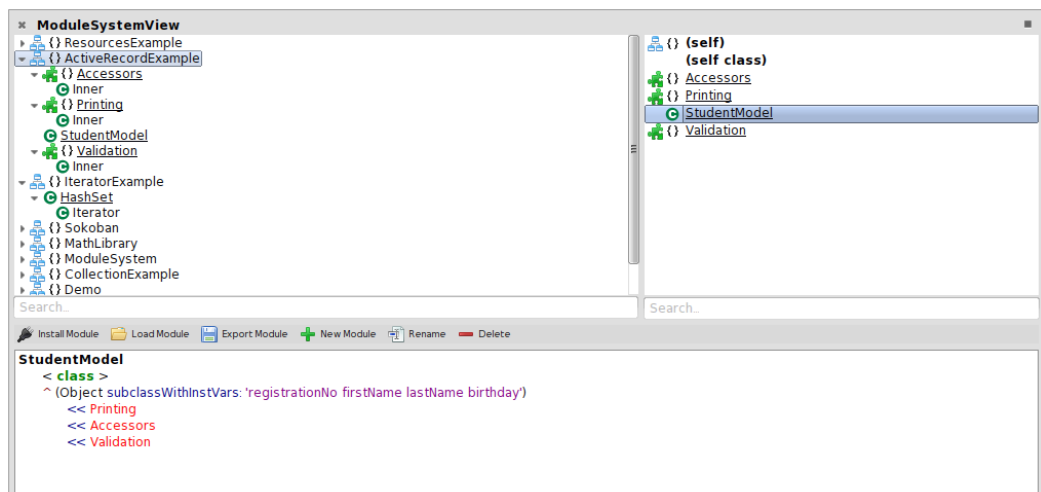 ModuleSystemView
{} ResourcesExample
{} ActiveRecordExample
{} Accessors
C Inner
{} Printing
C Inner
C StudentModel
{} Validation
C Inner
{} IteratorExample
C HashSet
C Iterator
{} Sokoban
{} MathLibrary
{} ModuleSystem
{} CollectionExample
{} Demo
Search..
{} (self)
(self class)
{} Accessors
{} Printing
C StudentModel
{} Validation
Search..
Install Module Load Module Export Module New Module Rename Delete
StudentModel
< class >
^ (Object subclassWithInstVars: 'registrationNo firstName lastName birthday')
<< Printing
<< Accessors
<< Validation